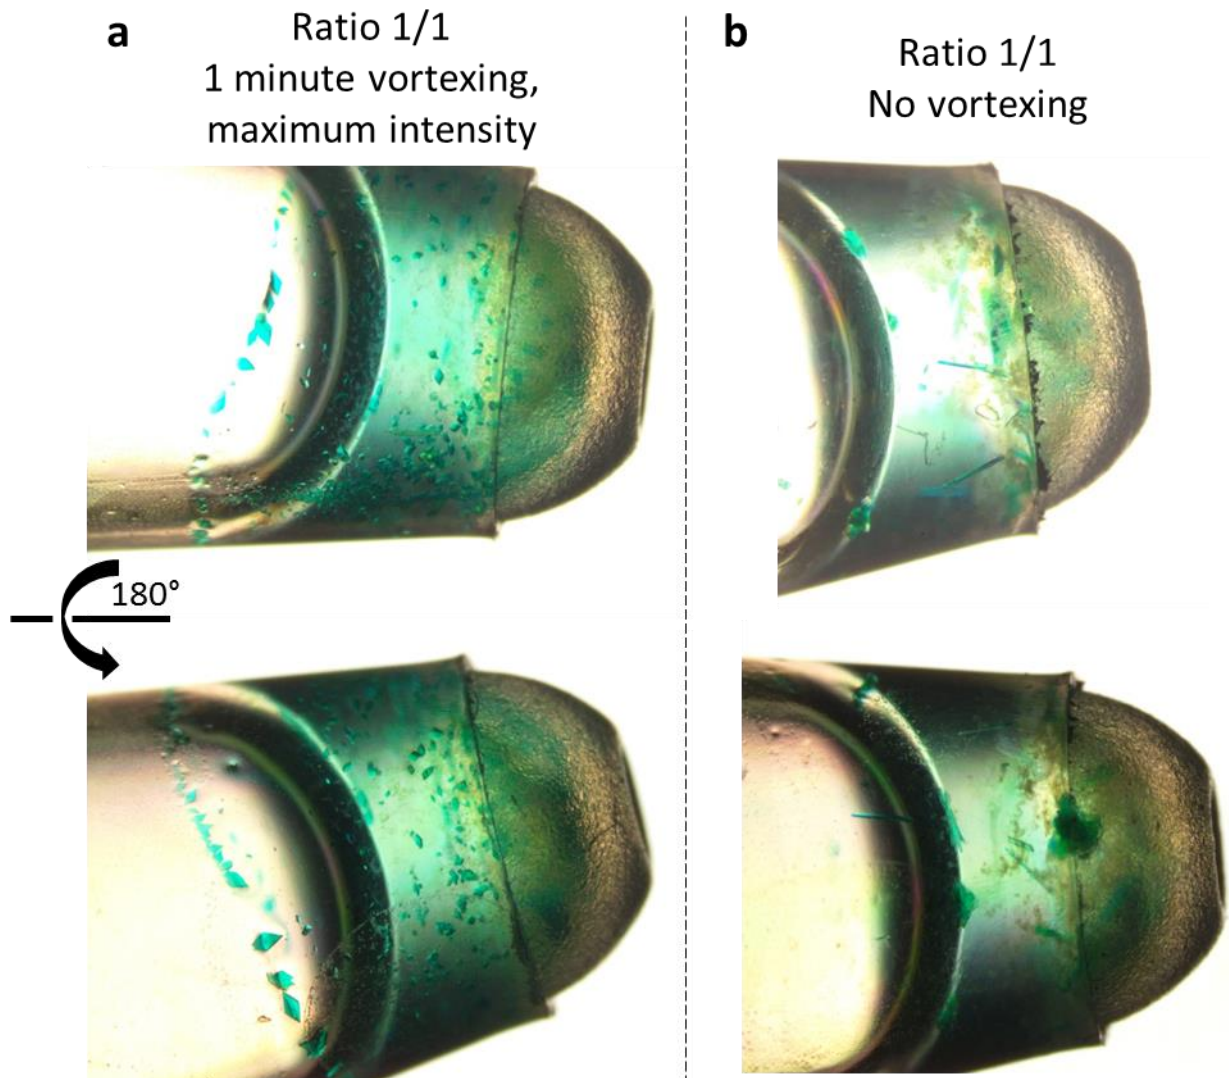 a
Ratio 1/1
1 minute vortexing,
maximum intensity
b
Ratio 1/1
No vortexing
180°